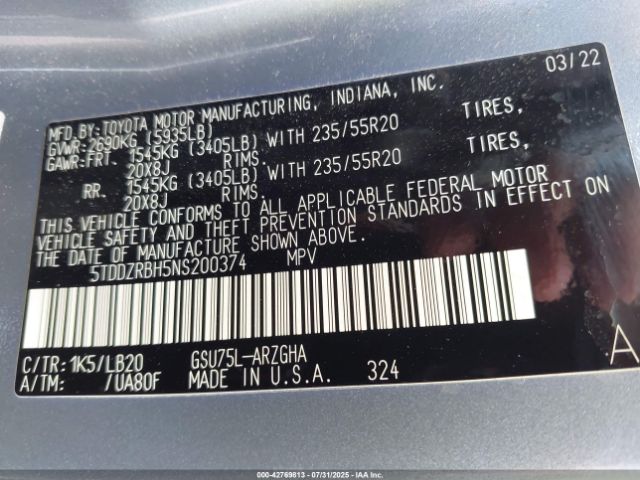 03/22
MFD.BY:TOYOTA MOTOR MANUFACTURING, INDIANA, INC.
GVWR:2690KG (5935LB)
GAWR:FRT. 1545KG (3405LB) WITH 235/55R20 TIRES,
20X8J RIMS.
RR. 1545KG (3405LB) WITH 235/55R20 TIRES,
20X8J RIMS.
THIS VEHICLE CONFORMS TO ALL APPLICABLE FEDERAL MOTOR
VEHICLE SAFETY AND THEFT PREVENTION STANDARDS IN EFFECT ON
THE DATE OF MANUFACTURE SHOWN ABOVE.
5TDDZRBH5NS200374 MPV
C/TR:1K5/LB20 GSU75L-ARZGHA
A/TM: /UA80F MADE IN U.S.A. 324
A
000-42769813 - 07/31/2025 - IAA Inc.